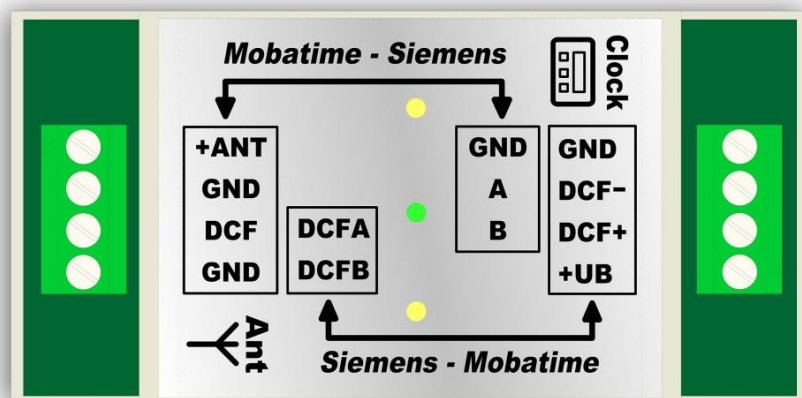 Mobatime - Siemens
Clock
+ANT
GND
DCF
GND
DCFA
DCFB
GND
A
B
GND
DCF-
DCF+
+UB
Ant
Siemens - Mobatime